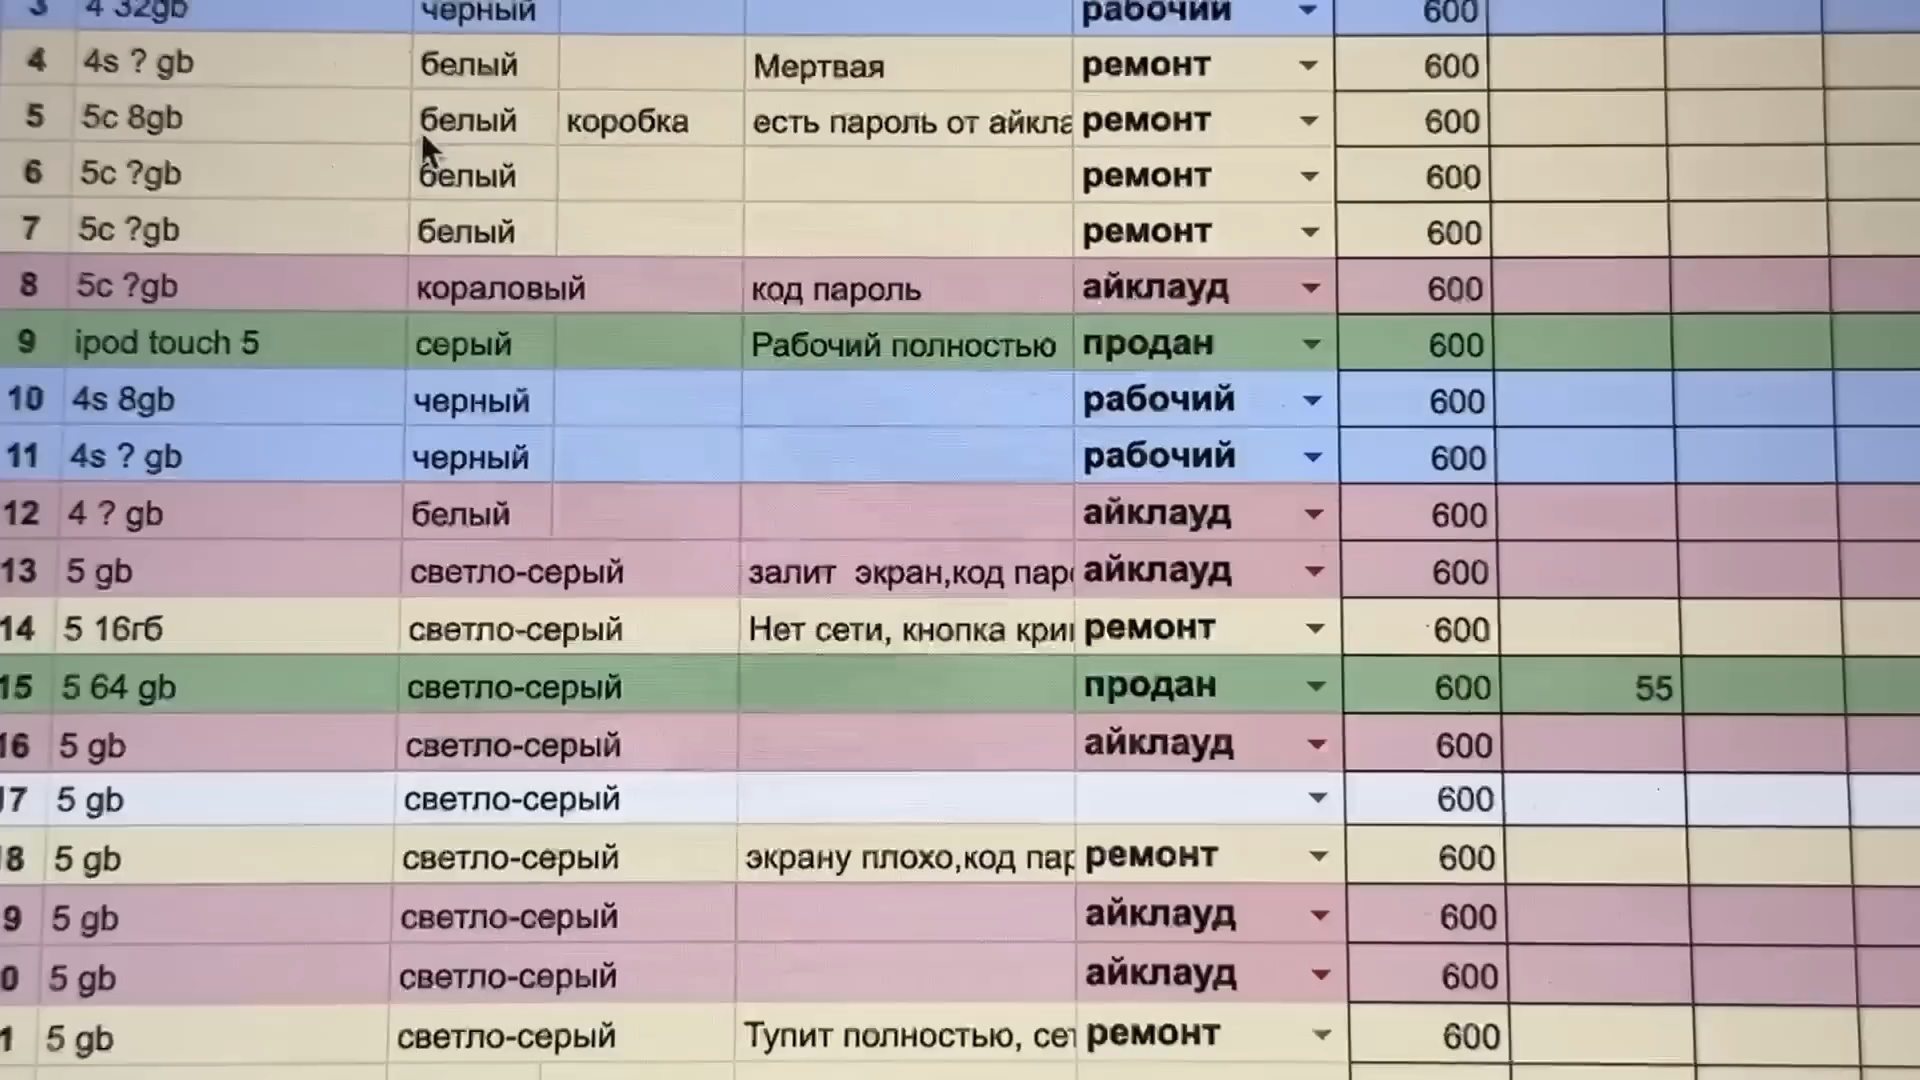 3 4 32gb черный рабочий 600
4 4s ? gb белый Мертвая ремонт 600
5 5c 8gb белый коробка есть пароль от айкла ремонт 600
6 5c ?gb белый ремонт 600
7 5c ?gb белый ремонт 600
8 5c ?gb кораловый код пароль айклауд 600
9 ipod touch 5 серый Рабочий полностью продан 600
10 4s 8gb черный рабочий 600
11 4s ? gb черный рабочий 600
12 4 ? gb белый айклауд 600
13 5 gb светло-серый залит экран,код пар айклауд 600
14 5 16гб светло-серый Нет сети, кнопка кри ремонт 600
15 5 64 gb светло-серый продан 600 55
16 5 gb светло-серый айклауд 600
17 5 gb светло-серый 600
8 5 gb светло-серый экрану плохо,код пар ремонт 600
9 5 gb светло-серый айклауд 600
0 5 gb светло-серый айклауд 600
1 5 gb светло-серый Тупит полностью, сет ремонт 600